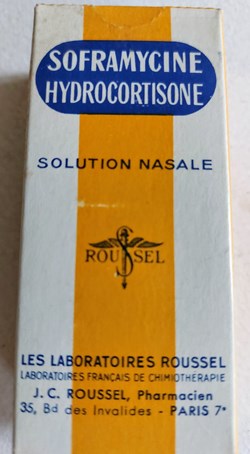 SOFRAMYCINE
HYDROCORTISONE
SOLUTION NASALE
ROUSSEL
LES LABORATOIRES ROUSSEL
LABORATOIRES FRANÇAIS DE CHIMIOTHÉRAPIE
J. C. ROUSSEL, Pharmacien
35, Bd des Invalides - PARIS 7e